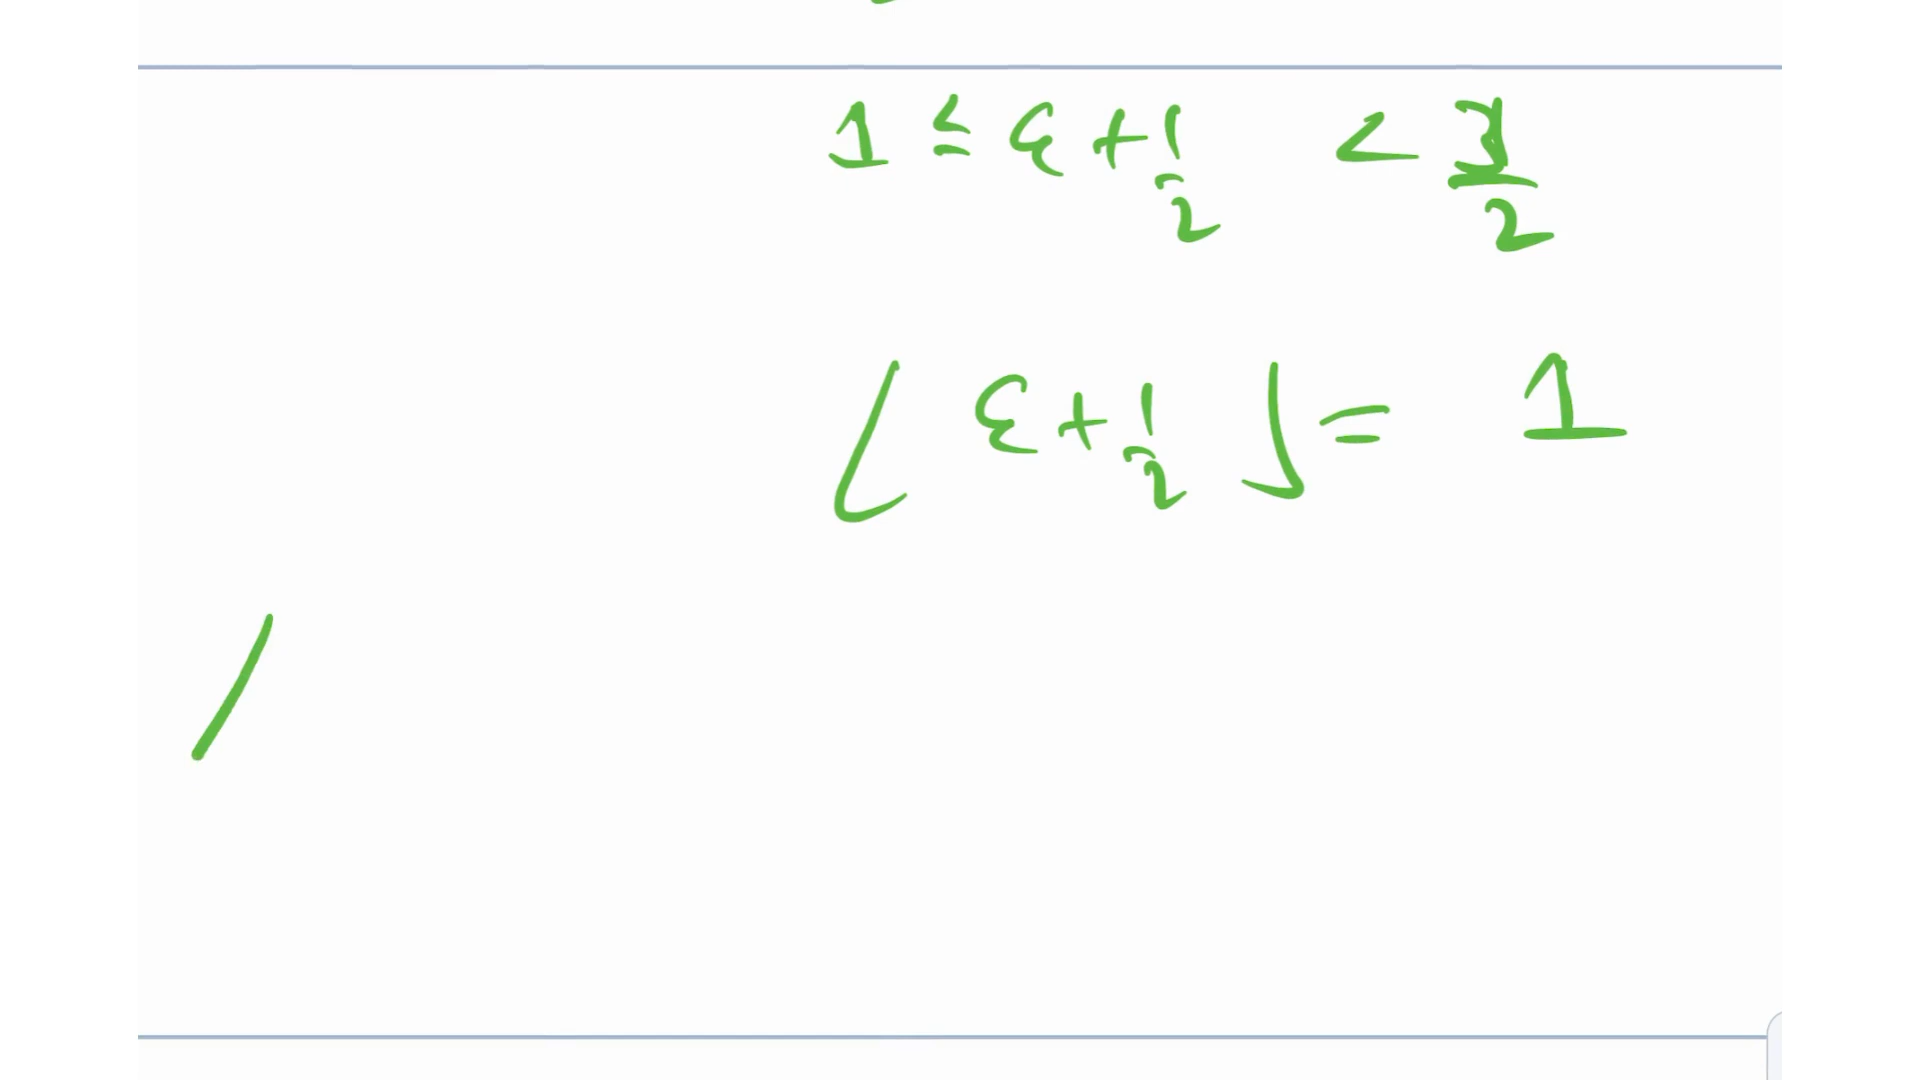 1 ≤ ε + 1/2 < 3/2
⌊ ε + 1/2 ⌋ = 1